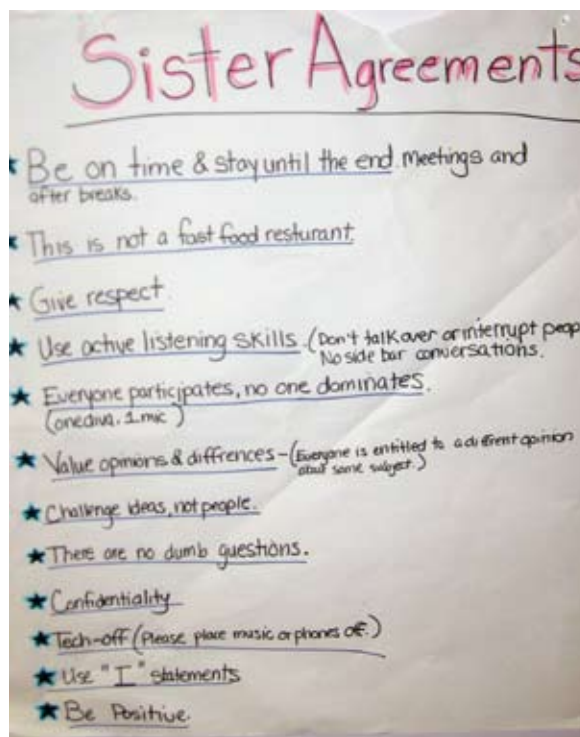 Sister Agreements
★ Be on time & stay until the end meetings and
after breaks.
★ This is not a fast food resturant.
★ Give respect.
★ Use active listening skills. (Don't talk over or interrupt peop
No side bar conversations.
★ Everyone participates, no one dominates.
(one diva. 1 mic)
★ Value opinions & diffrences - (Everyone is entitled to a different opinion
about same subject.)
★ Challenge ideas, not people.
★ There are no dumb questions.
★ Confidentiality
★ Tech-off (Please place music or phones off.)
★ Use "I" statements
★ Be Positive.